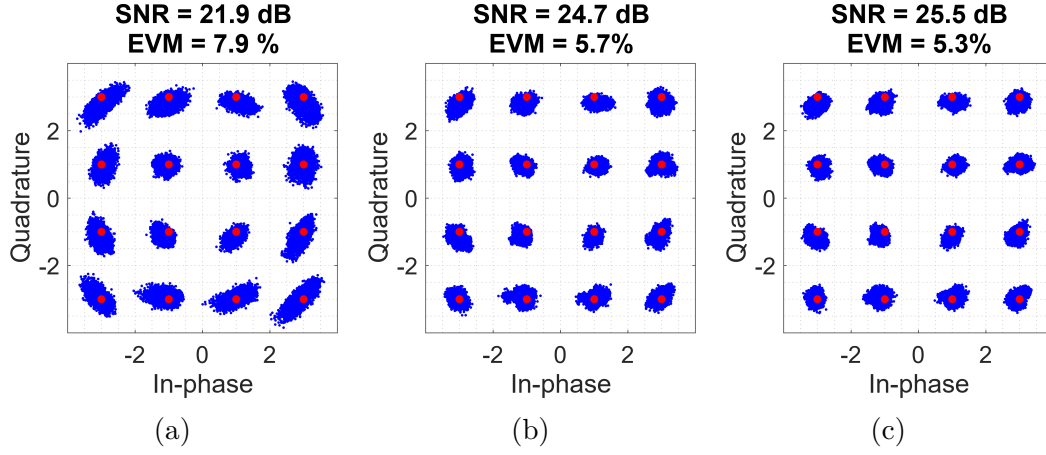 SNR = 21.9 dB
EVM = 7.9 %
Quadrature
2
0
-2
-2
0
2
In-phase
(a)
SNR = 24.7 dB
EVM = 5.7%
Quadrature
2
0
-2
-2
0
2
In-phase
(b)
SNR = 25.5 dB
EVM = 5.3%
Quadrature
2
0
-2
-2
0
2
In-phase
(c)